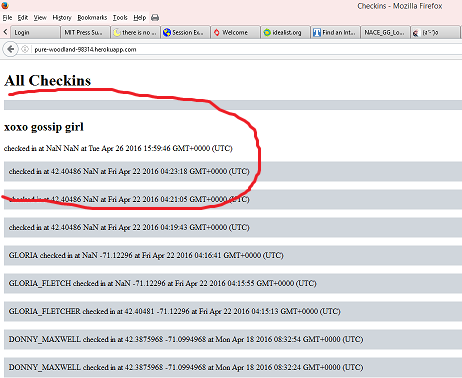 Checkins - Mozilla Firefox
File Edit View History Bookmarks Tools Help
Login MIT Press Su... there is no ... Session Ex... Welcome idealist.org Find an Int... NACE_GG_Lo...
pure-woodland-98314.herokuapp.com
All Checkins
xoxo gossip girl
checked in at NaN NaN at Tue Apr 26 2016 15:59:46 GMT+0000 (UTC)
checked in at 42.40486 NaN at Fri Apr 22 2016 04:23:18 GMT+0000 (UTC)
checked in at 42.40486 NaN at Fri Apr 22 2016 04:21:05 GMT+0000 (UTC)
checked in at 42.40486 NaN at Fri Apr 22 2016 04:19:43 GMT+0000 (UTC)
GLORIA checked in at NaN -71.12296 at Fri Apr 22 2016 04:16:41 GMT+0000 (UTC)
GLORIA_FLETCH checked in at NaN -71.12296 at Fri Apr 22 2016 04:15:55 GMT+0000 (UTC)
GLORIA_FLETCHER checked in at 42.40481 -71.12296 at Fri Apr 22 2016 04:15:13 GMT+0000 (UTC)
DONNY_MAXWELL checked in at 42.3875968 -71.0994968 at Mon Apr 18 2016 08:32:54 GMT+0000 (UTC)
DONNY_MAXWELL checked in at 42.3875968 -71.0994968 at Mon Apr 18 2016 08:32:24 GMT+0000 (UTC)